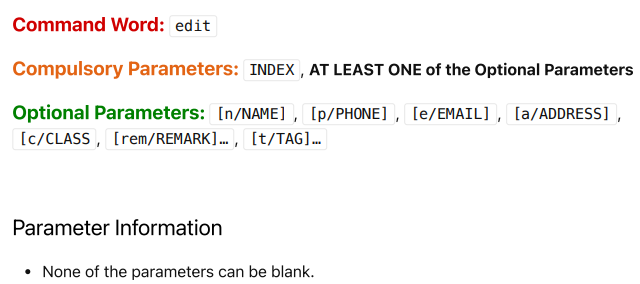 Command Word: edit
Compulsory Parameters: INDEX, AT LEAST ONE of the Optional Parameters
Optional Parameters: [n/NAME], [p/PHONE], [e/EMAIL], [a/ADDRESS],
[c/CLASS, [rem/REMARK]…, [t/TAG]…
Parameter Information
• None of the parameters can be blank.